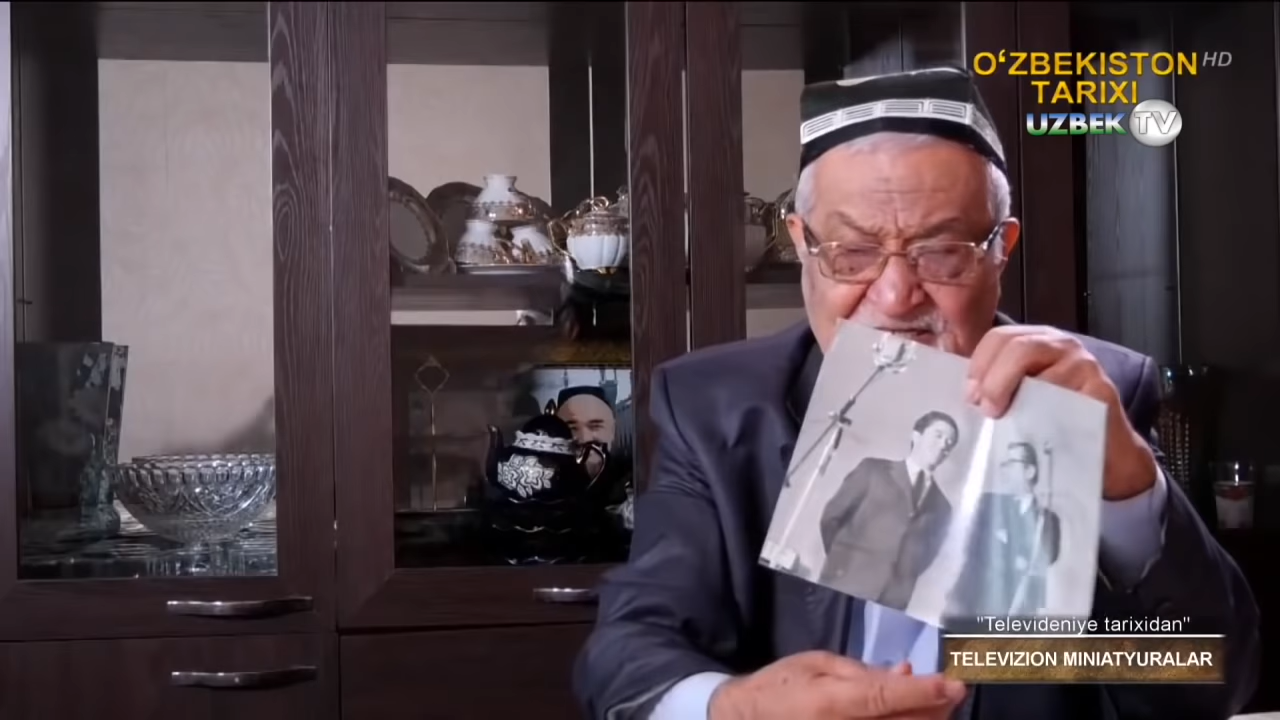 O‘ZBEKISTON HD
TARIXI
UZBEK TV
"Televideniye tarixidan"
TELEVIZION MINIATYURALAR